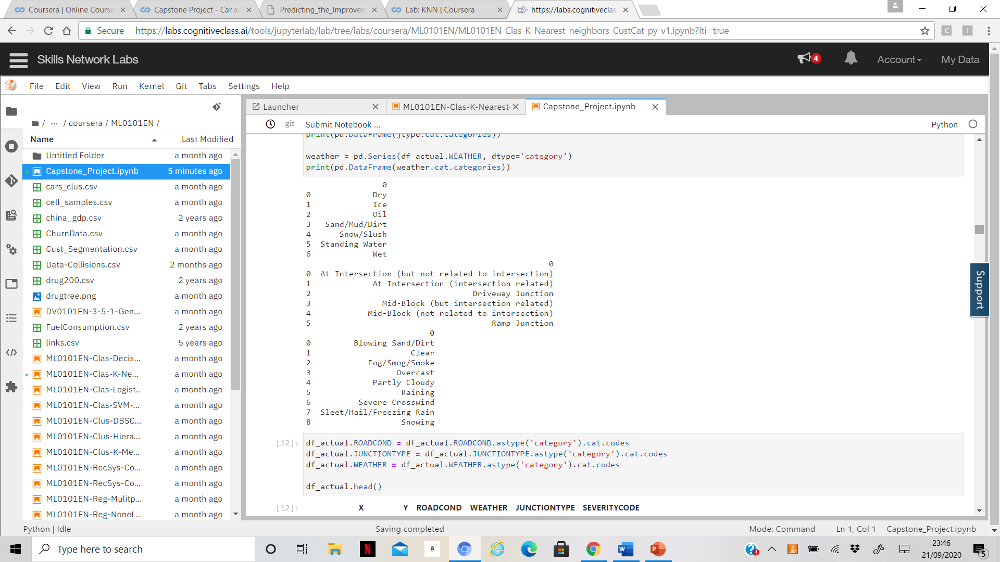 Coursera | Online Course
Capstone Project - Car ac
Predicting_the_Improvem
Lab: KNN | Coursera
https://labs.cognitiveclas
Secure
https://labs.cognitiveclass.ai/tools/jupyterlab/lab/tree/labs/coursera/ML0101EN/ML0101EN-Clas-K-Nearest-neighbors-CustCat-py-v1.ipynb?lti=true
C
I
Skills Network Labs
4
Account
My Data
File Edit View Run Kernel Git Tabs Settings Help
Launcher
ML0101EN-Clas-K-Nearest-
Capstone_Project.ipynb
/ ··· / coursera / ML0101EN /
git Submit Notebook ...
Python
Name Last Modified
Untitled Folder a month ago
Capstone_Project.ipynb 5 minutes ago
cars_clus.csv a month ago
cell_samples.csv a month ago
china_gdp.csv 2 years ago
ChurnData.csv a month ago
Cust_Segmentation.csv a month ago
Data-Collisions.csv 2 months ago
drug200.csv 2 years ago
drugtree.png a month ago
DV0101EN-3-5-1-Gen... a month ago
FuelConsumption.csv 2 years ago
links.csv 5 years ago
ML0101EN-Clas-Decis... a month ago
ML0101EN-Clas-K-Ne... a month ago
ML0101EN-Clas-Logist... a month ago
ML0101EN-Clas-SVM-... a month ago
ML0101EN-Clus-DBSC... a month ago
ML0101EN-Clus-Hiera... a month ago
ML0101EN-Clus-K-Me... a month ago
ML0101EN-RecSys-Co... a month ago
ML0101EN-RecSys-Co... a month ago
ML0101EN-Reg-Mulitp... a month ago
ML0101EN-Reg-NoneL... a month ago
print(pd.DataFrame(jtype.cat.categories))
weather = pd.Series(df_actual.WEATHER, dtype='category')
print(pd.DataFrame(weather.cat.categories))
0
0 Dry
1 Ice
2 Oil
3 Sand/Mud/Dirt
4 Snow/Slush
5 Standing Water
6 Wet
0
0 At Intersection (but not related to intersection)
1 At Intersection (intersection related)
2 Driveway Junction
3 Mid-Block (but intersection related)
4 Mid-Block (not related to intersection)
5 Ramp Junction
0
0 Blowing Sand/Dirt
1 Clear
2 Fog/Smog/Smoke
3 Overcast
4 Partly Cloudy
5 Raining
6 Severe Crosswind
7 Sleet/Hail/Freezing Rain
8 Snowing
[12]: df_actual.ROADCOND = df_actual.ROADCOND.astype('category').cat.codes
df_actual.JUNCTIONTYPE = df_actual.JUNCTIONTYPE.astype('category').cat.codes
df_actual.WEATHER = df_actual.WEATHER.astype('category').cat.codes
df_actual.head()
[12]: X Y ROADCOND WEATHER JUNCTIONTYPE SEVERITYCODE
Support
Python | Idle
Saving completed
Mode: Command
Ln 1, Col 1
Capstone_Project.ipynb
Type here to search
N
a
W
P
23:46
21/09/2020
5